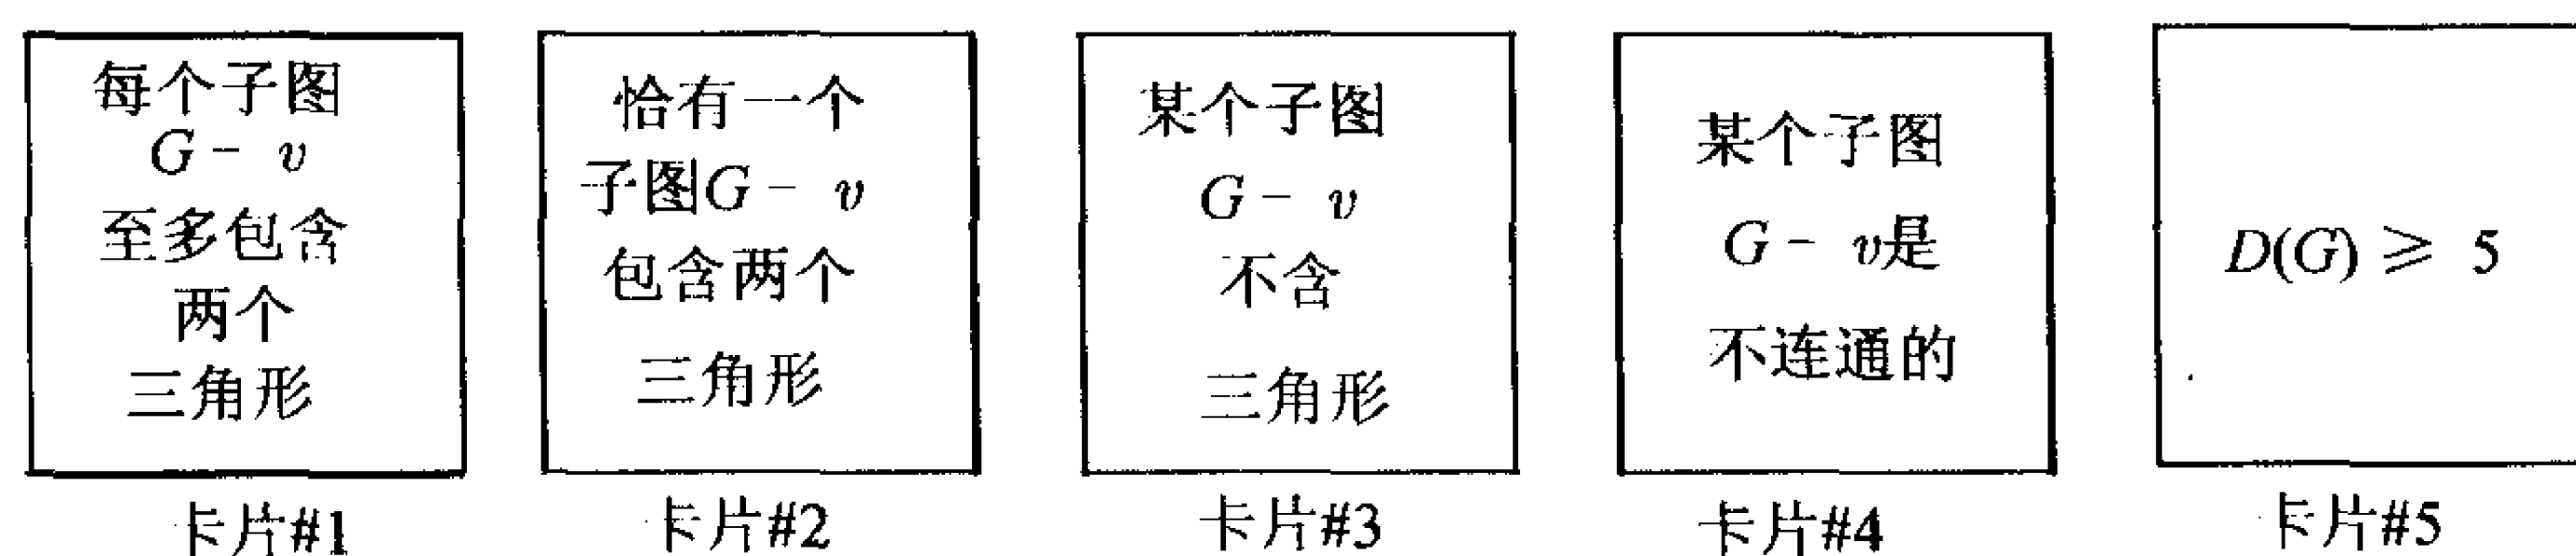 每个子图
G - v
至多包含
两个
三角形
卡片#1
恰有一个
子图G - v
包含两个
三角形
卡片#2
某个子图
G - v
不含
三角形
卡片#3
某个子图
G - v是
不连通的
卡片#4
D(G) ⩾ 5
卡片#5